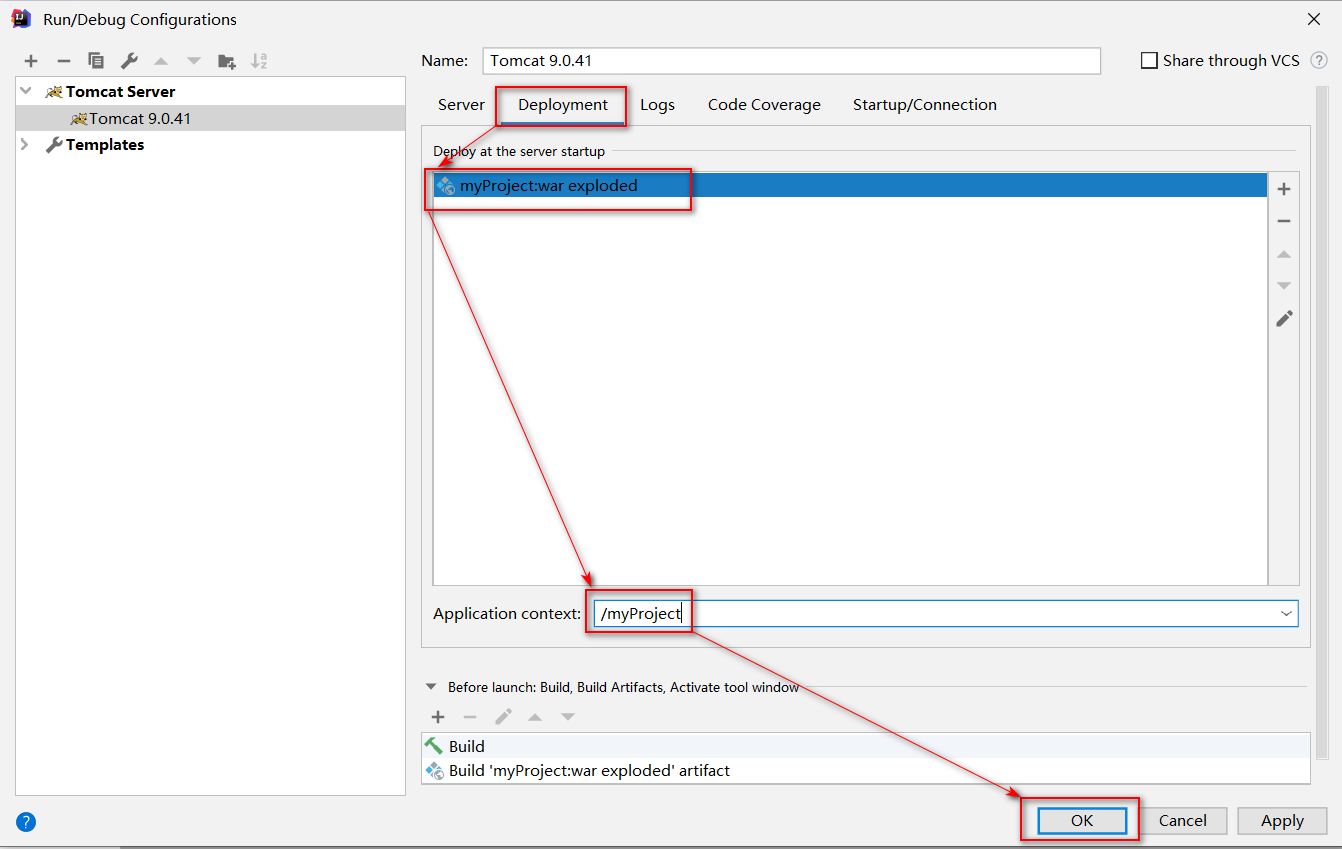 Run/Debug Configurations
Name: Tomcat 9.0.41
Share through VCS ?
Tomcat Server
Tomcat 9.0.41
Templates
Server Deployment Logs Code Coverage Startup/Connection
Deploy at the server startup
myProject:war exploded
Application context: /myProject
Before launch: Build, Build Artifacts, Activate tool window
Build
Build 'myProject:war exploded' artifact
? OK Cancel Apply